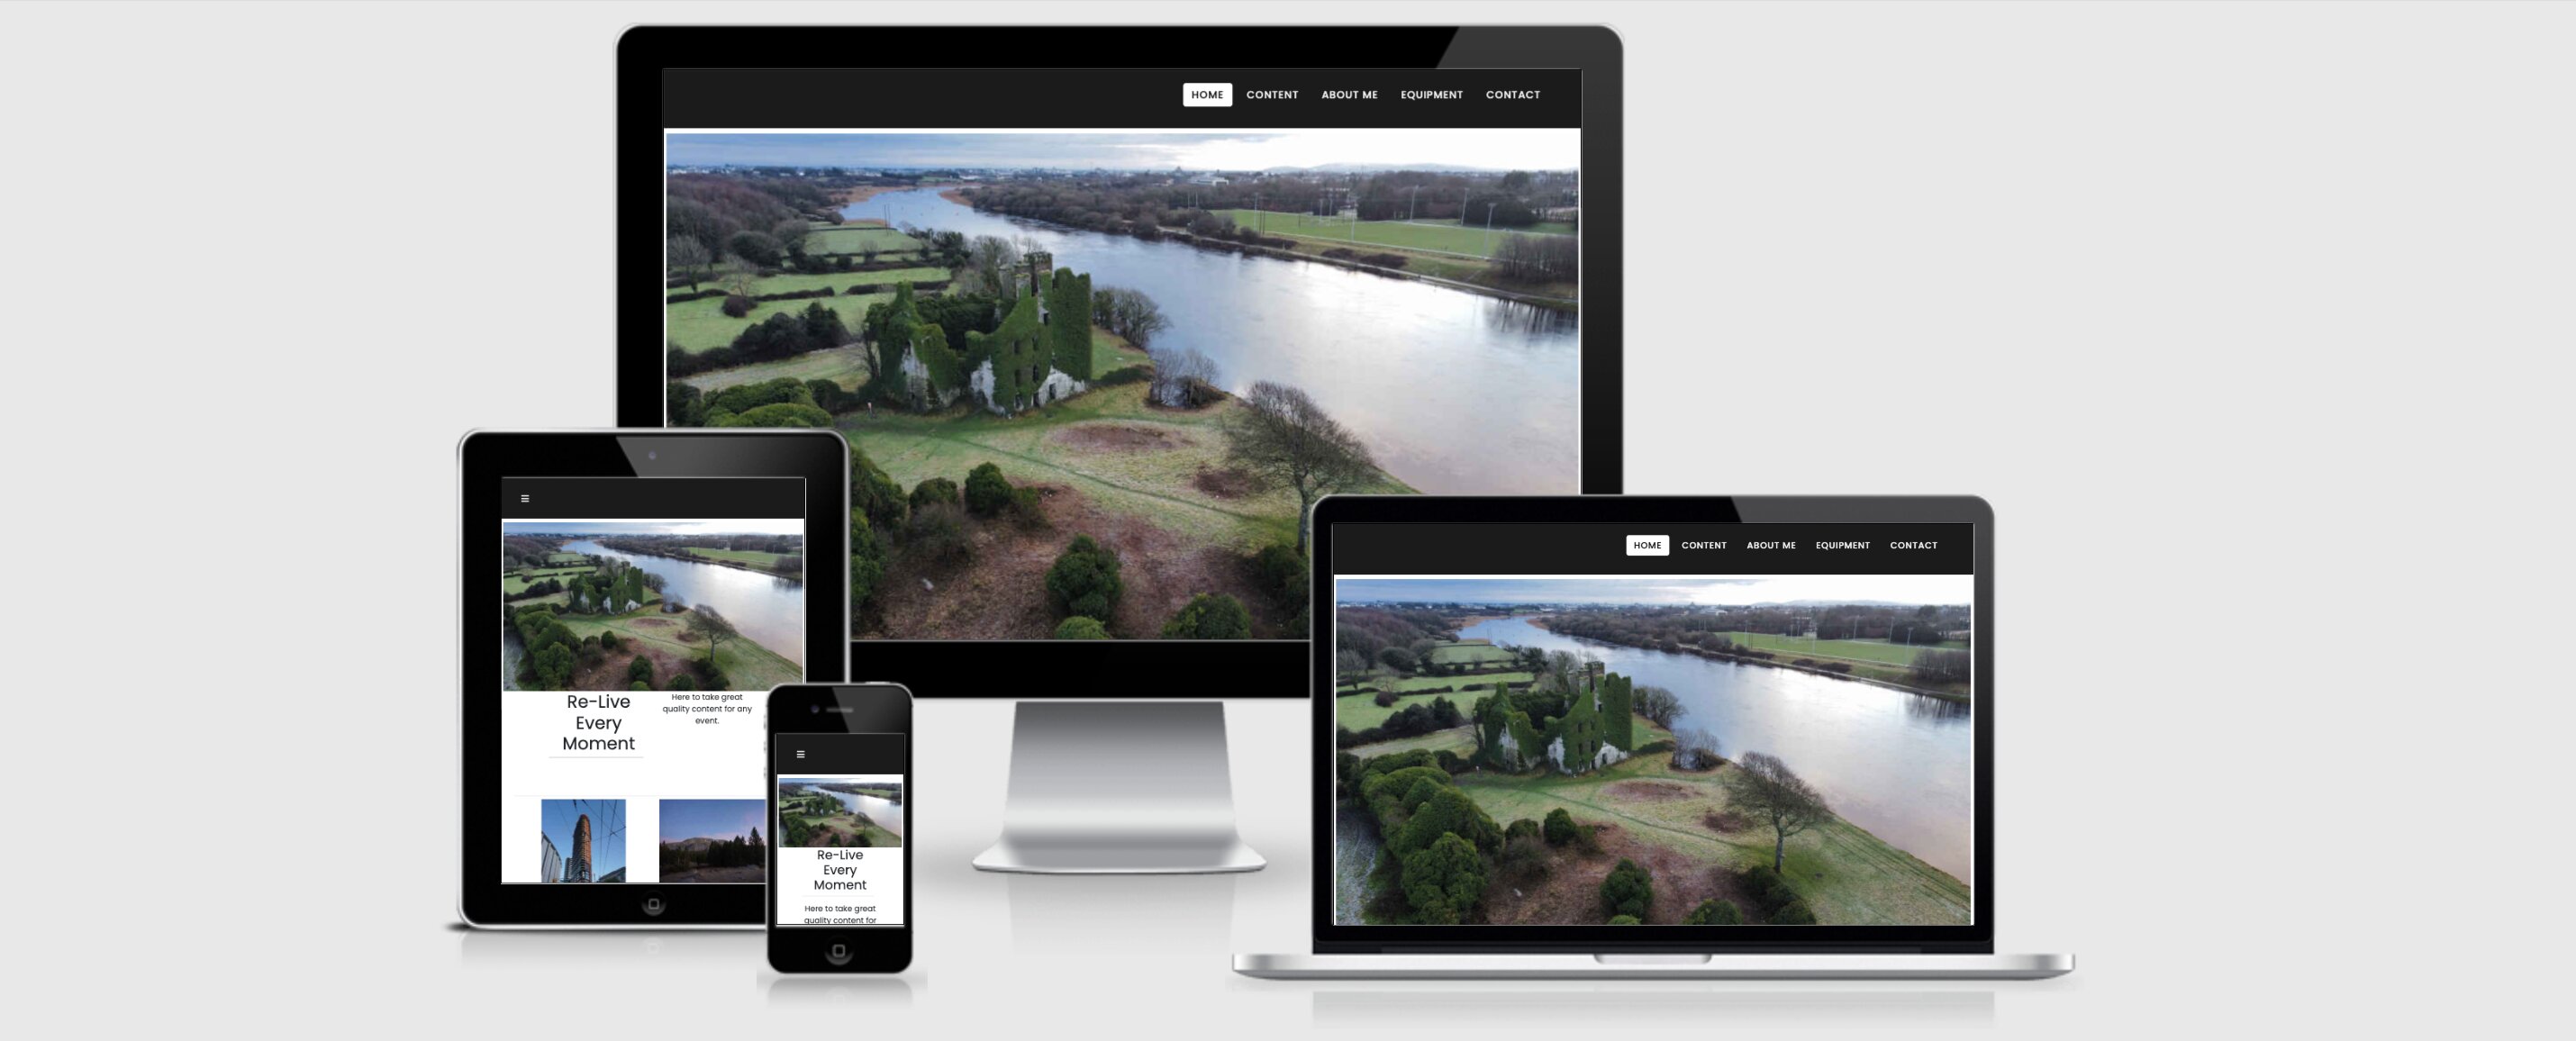 HOME CONTENT ABOUT ME EQUIPMENT CONTACT
Re-Live
Every
Moment
Here to take great
quality content for any
event.
Re-Live
Every
Moment
Here to take great
quality content for
HOME CONTENT ABOUT ME EQUIPMENT CONTACT